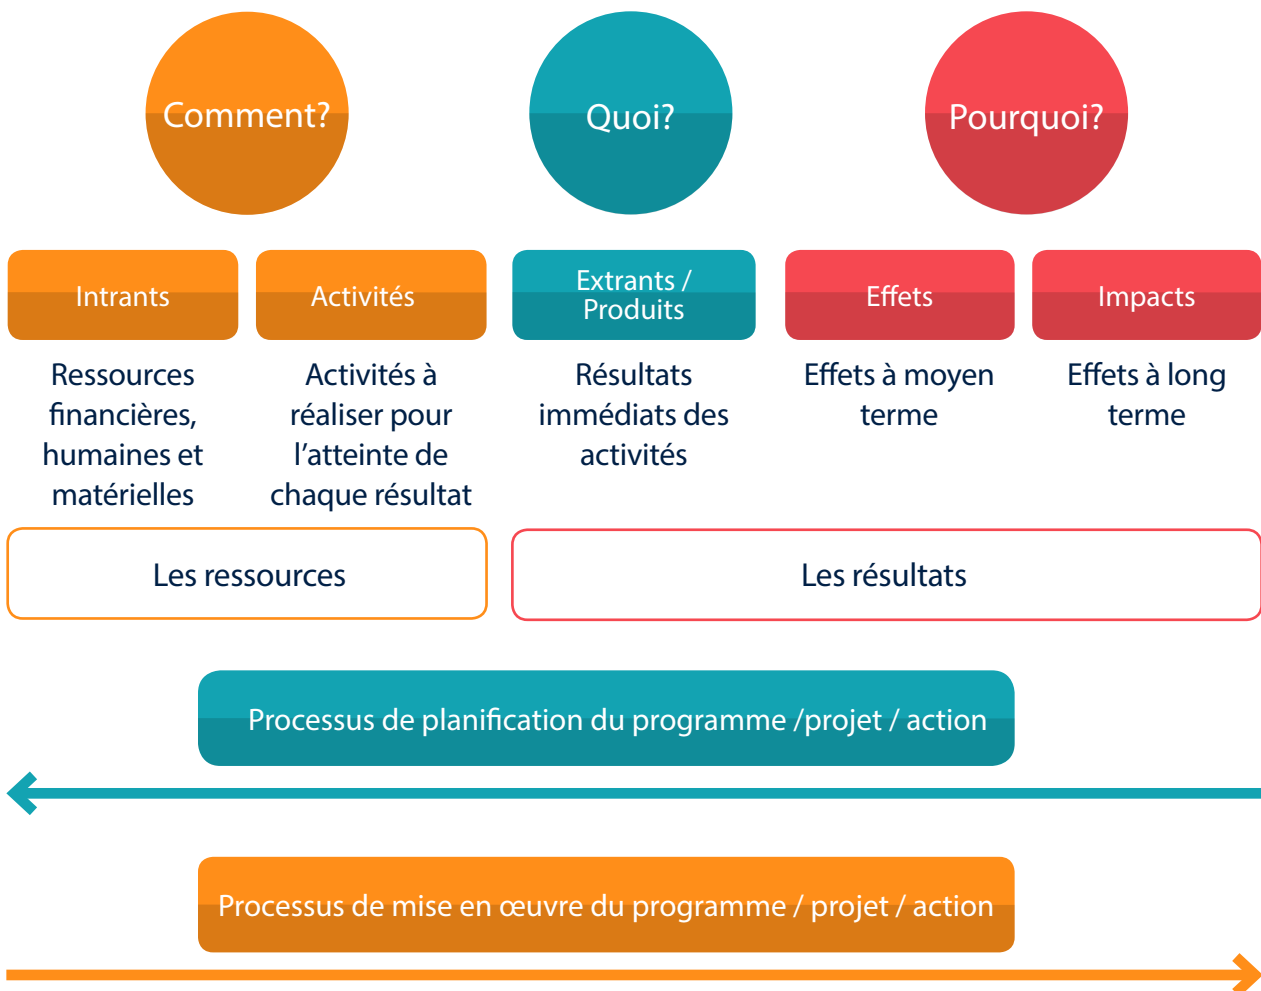 Comment?
Quoi?
Pourquoi?
Intrants
Activités
Extrants /
Produits
Effets
Impacts
Ressources
financières,
humaines et
matérielles
Activités à
réaliser pour
l'atteinte de
chaque résultat
Résultats
immédiats des
activités
Effets à moyen
terme
Effets à long
terme
Les ressources
Les résultats
Processus de planification du programme /projet / action
Processus de mise en œuvre du programme / projet / action